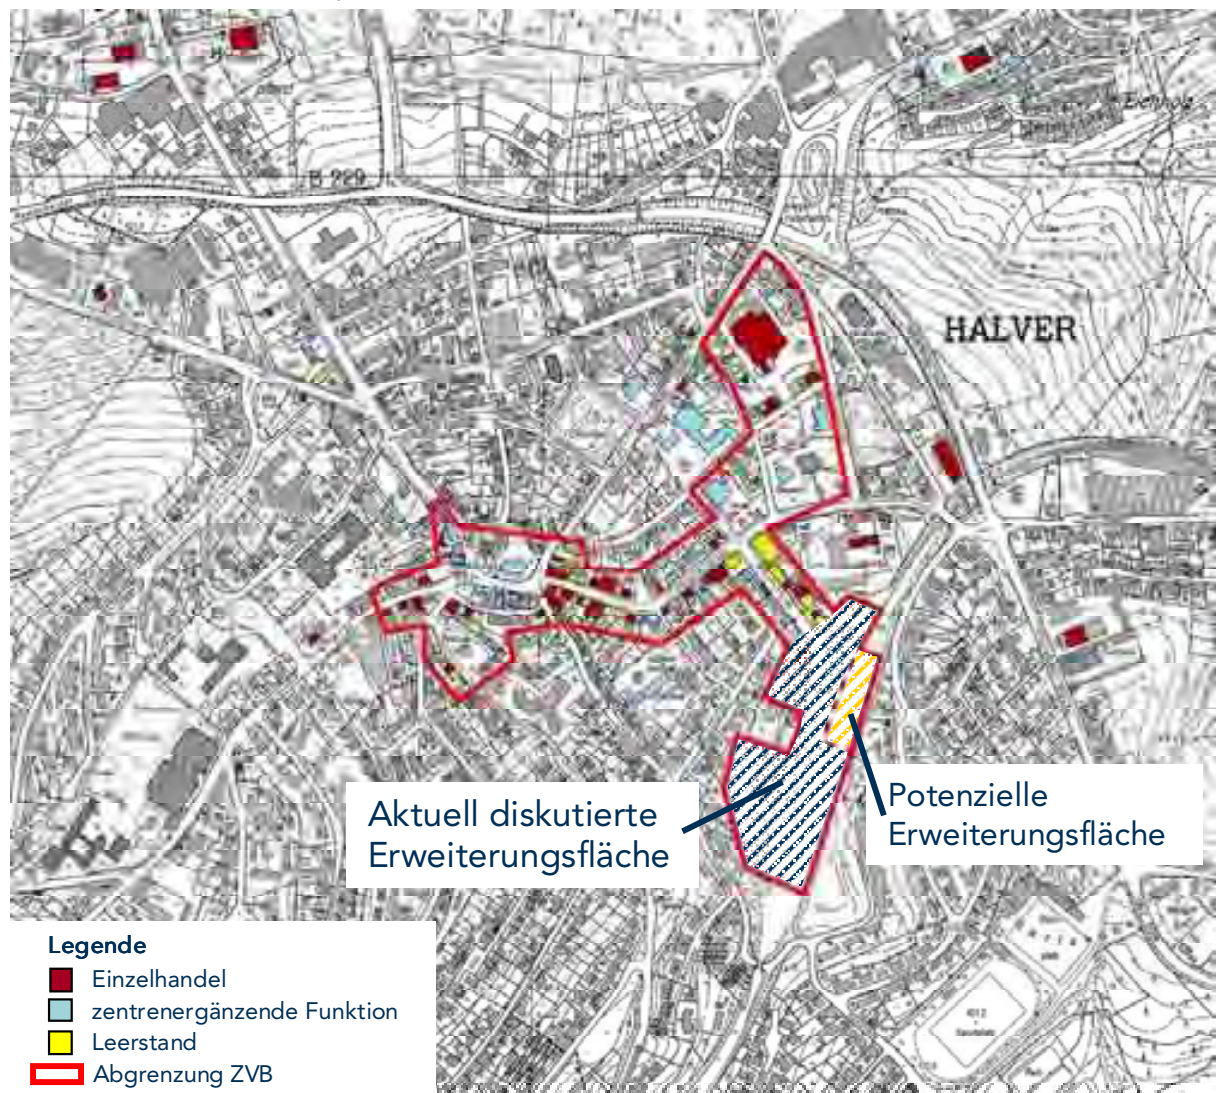 B 229
HALVER
Aktuell diskutierte
Erweiterungsfläche
Potenzielle
Erweiterungsfläche
Legende
Einzelhandel
zentrenergänzende Funktion
Leerstand
Abgrenzung ZVB